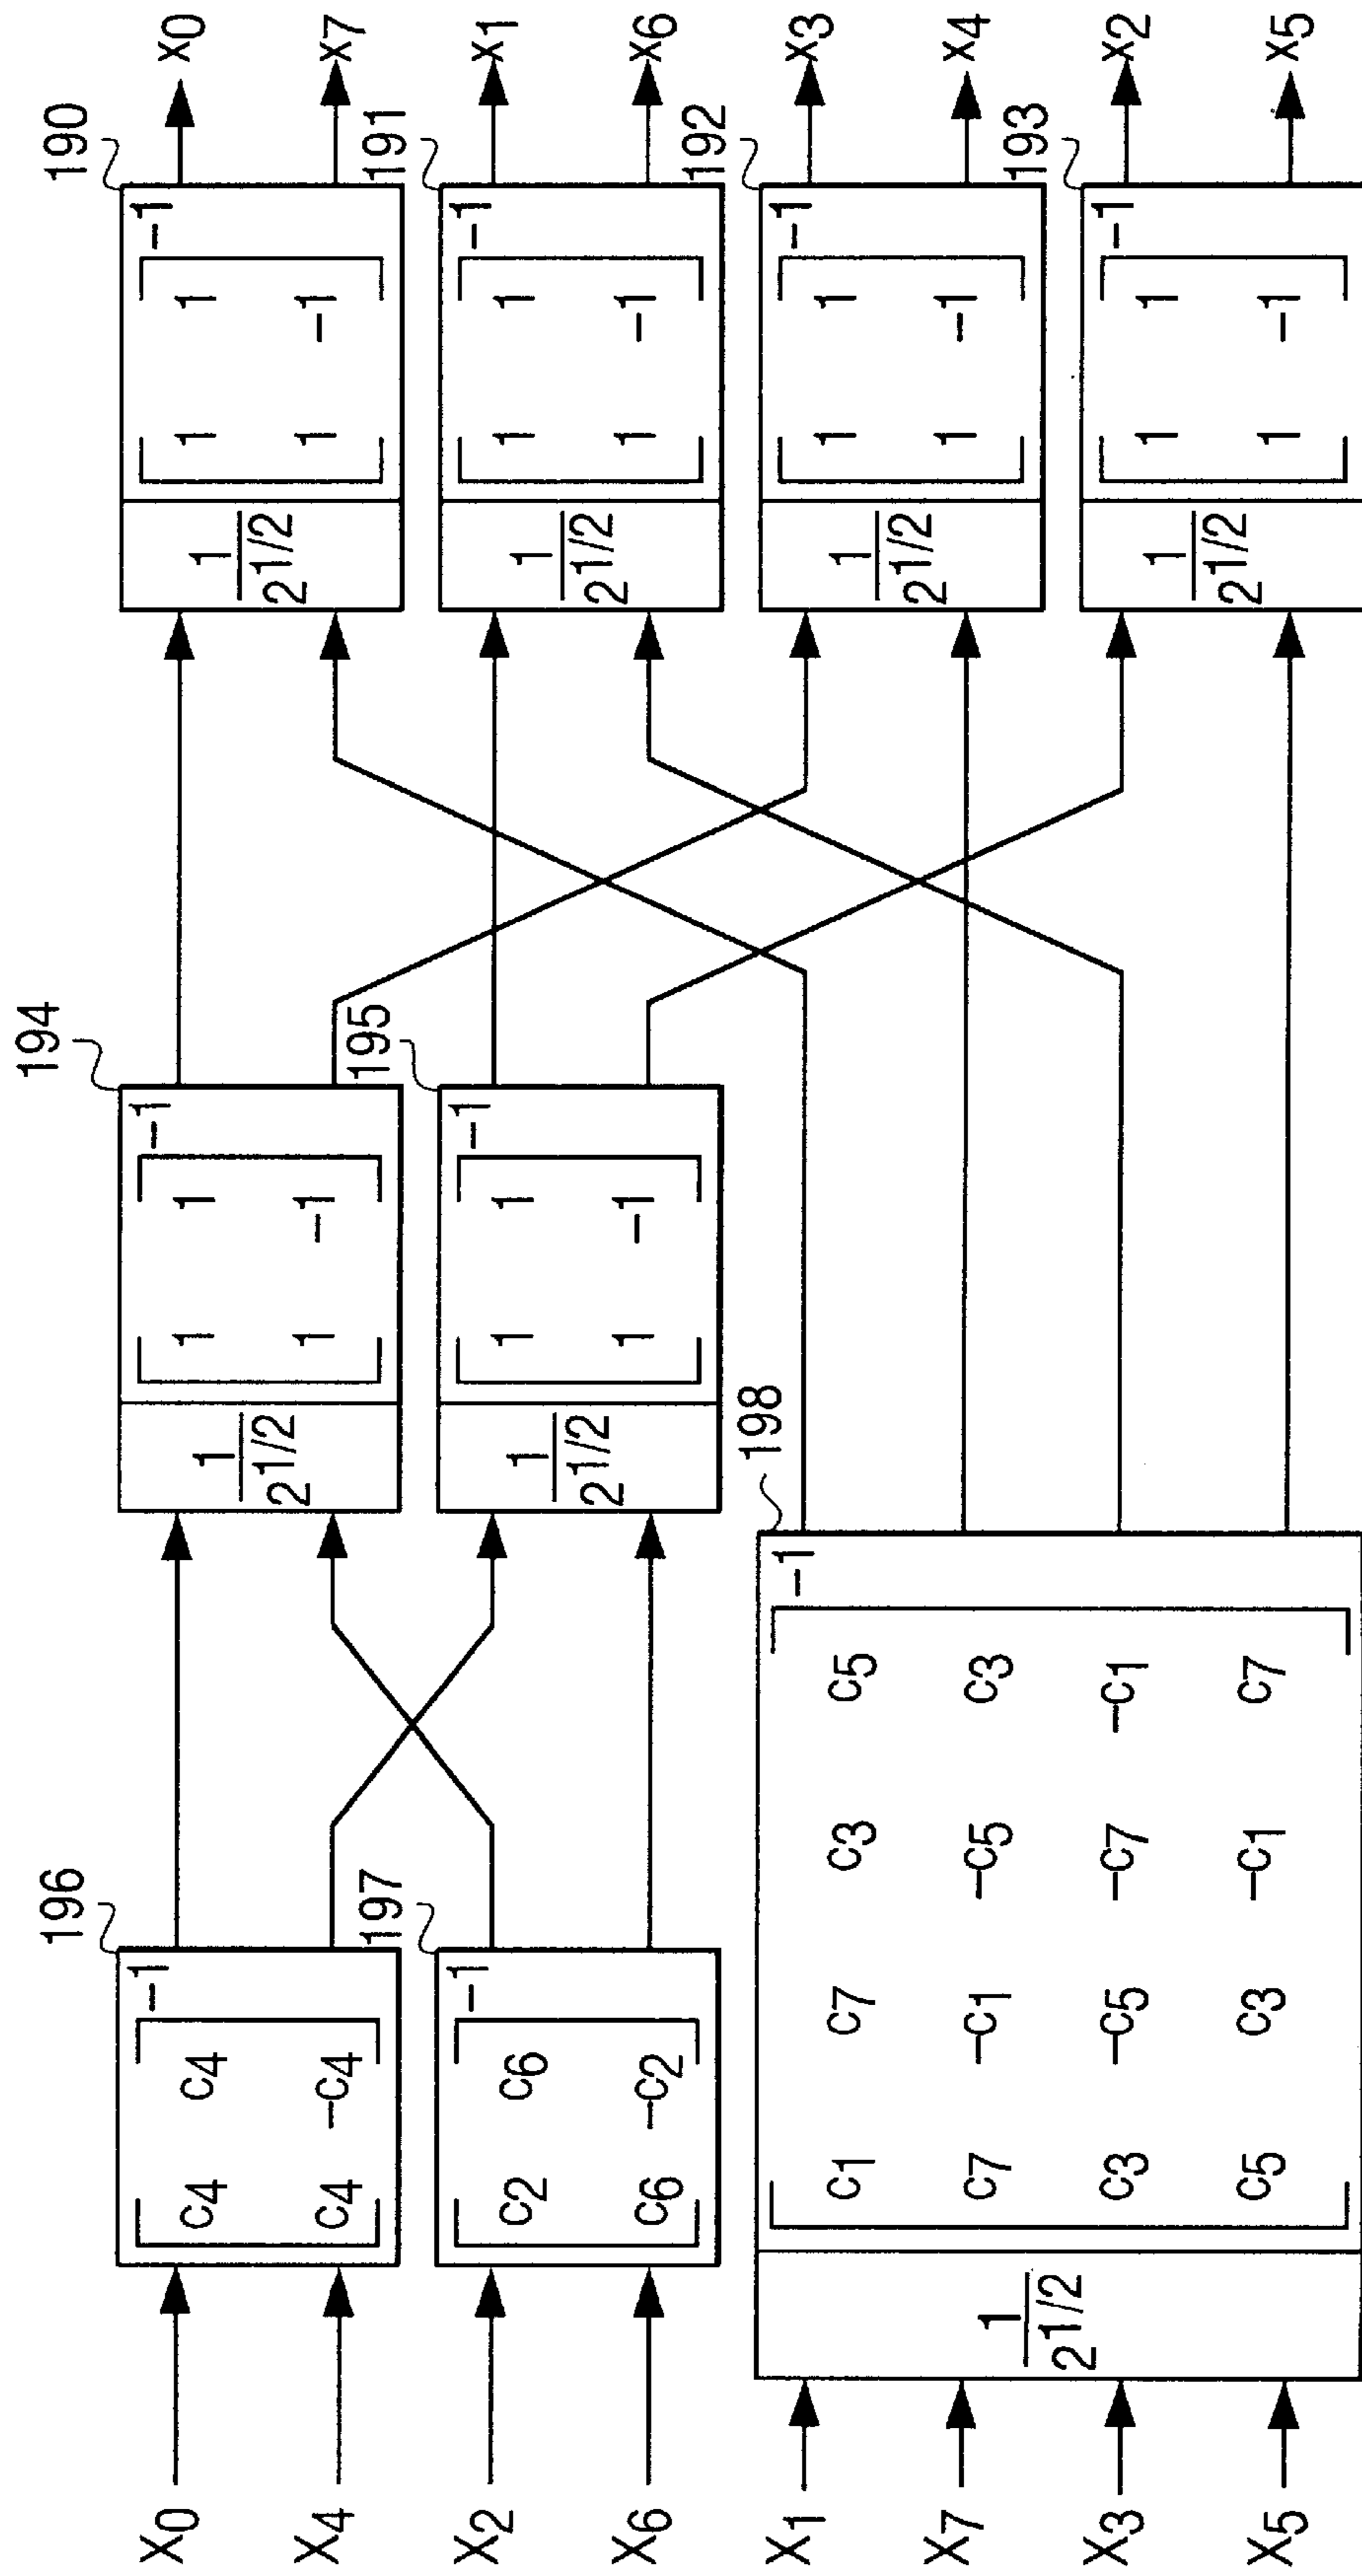 X0
X4
X2
X6
X1
X7
X3
X5
196
C4 C4 -1
C4 -C4
197
C2 C6 -1
C6 -C2
198
1
2 1/2
C1 C7 C3 C5 -1
C7 -C1 -C5 C3
C3 -C5 -C7 -C1
C5 C3 -C1 C7
194
1
2 1/2
1 1 -1
1 -1
195
1
2 1/2
1 1 -1
1 -1
190
1
2 1/2
1 1 -1
1 -1
191
1
2 1/2
1 1 -1
1 -1
192
1
2 1/2
1 1 -1
1 -1
193
1
2 1/2
1 1 -1
1 -1
x0
x7
x1
x6
x3
x4
x2
x5